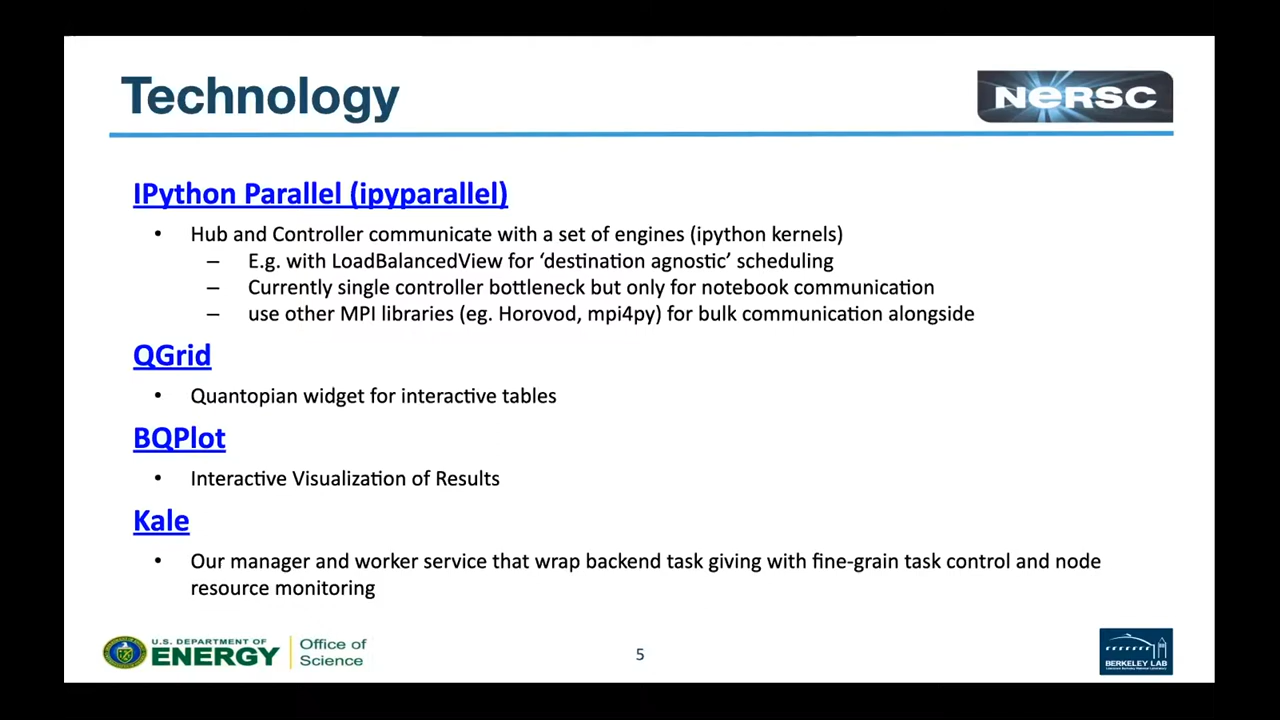 Technology
NERSC
IPython Parallel (ipyparallel)
• Hub and Controller communicate with a set of engines (ipython kernels)
– E.g. with LoadBalancedView for ‘destination agnostic’ scheduling
– Currently single controller bottleneck but only for notebook communication
– use other MPI libraries (eg. Horovod, mpi4py) for bulk communication alongside
QGrid
• Quantopian widget for interactive tables
BQPlot
• Interactive Visualization of Results
Kale
• Our manager and worker service that wrap backend task giving with fine-grain task control and node
resource monitoring
U.S. DEPARTMENT OF
ENERGY
Office of
Science
5
BERKELEY LAB